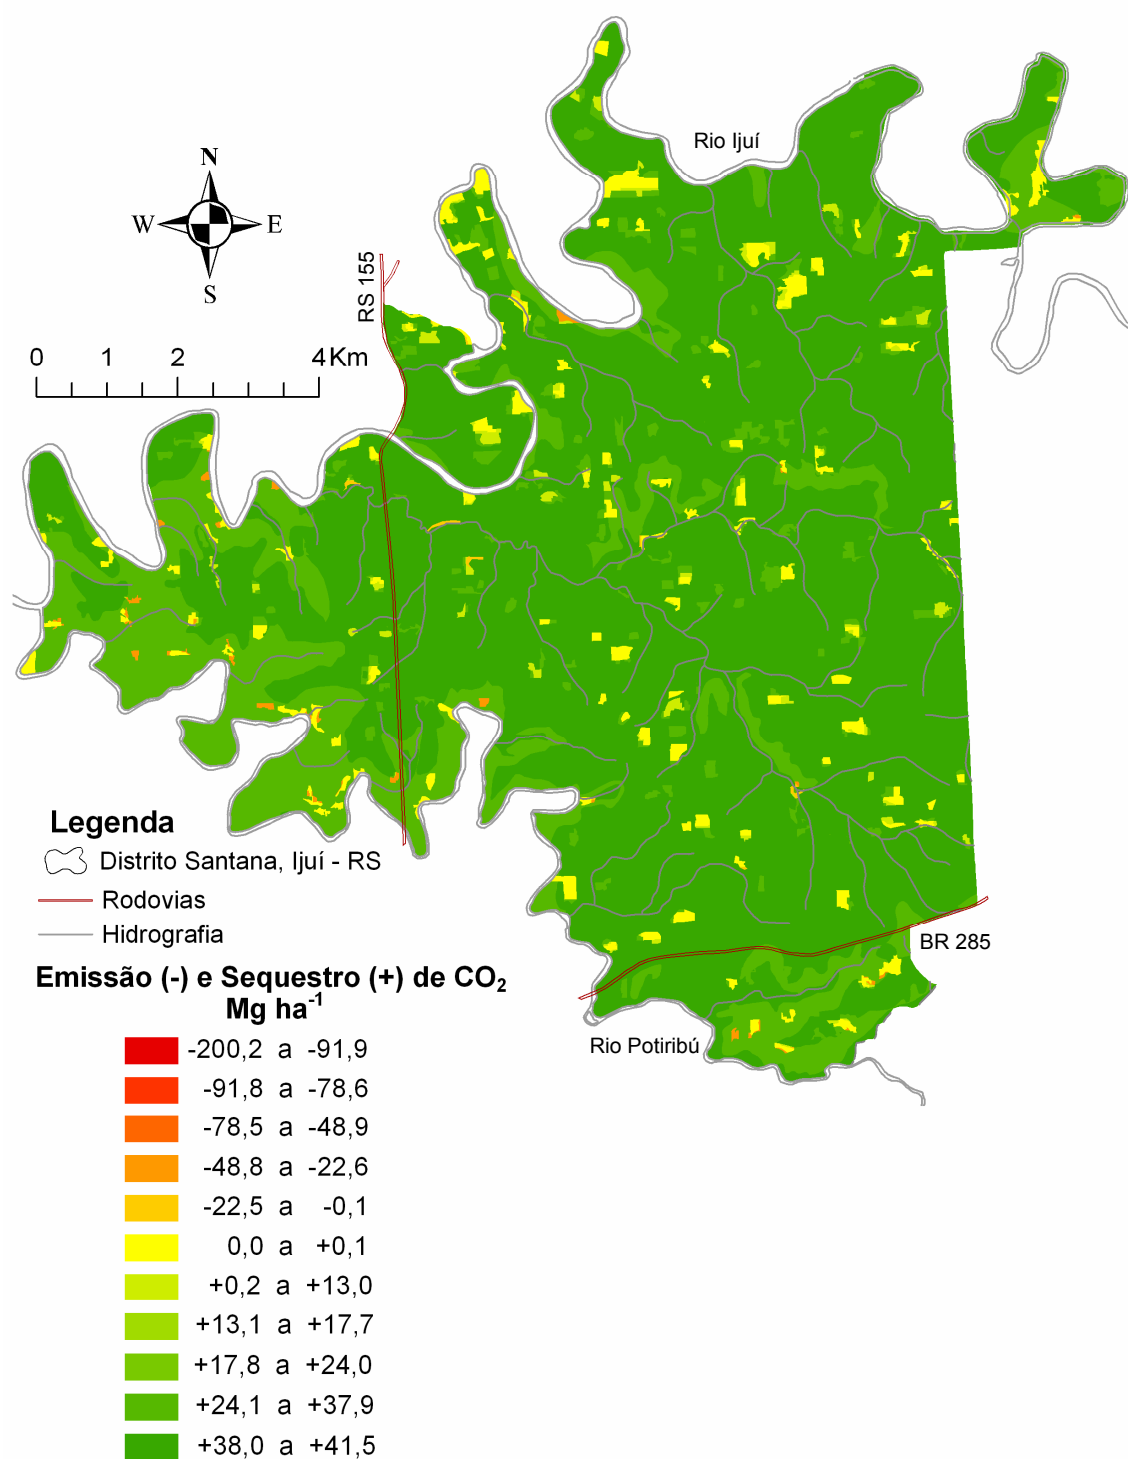 Rio Ijuí
N
W E
S
RS 155
0 1 2 4 Km
Legenda
Distrito Santana, Ijuí - RS
Rodovias
Hidrografia
BR 285
Emissão (-) e Sequestro (+) de CO₂
Mg ha⁻¹
Rio Potiribú
-200,2 a -91,9
-91,8 a -78,6
-78,5 a -48,9
-48,8 a -22,6
-22,5 a -0,1
0,0 a +0,1
+0,2 a +13,0
+13,1 a +17,7
+17,8 a +24,0
+24,1 a +37,9
+38,0 a +41,5